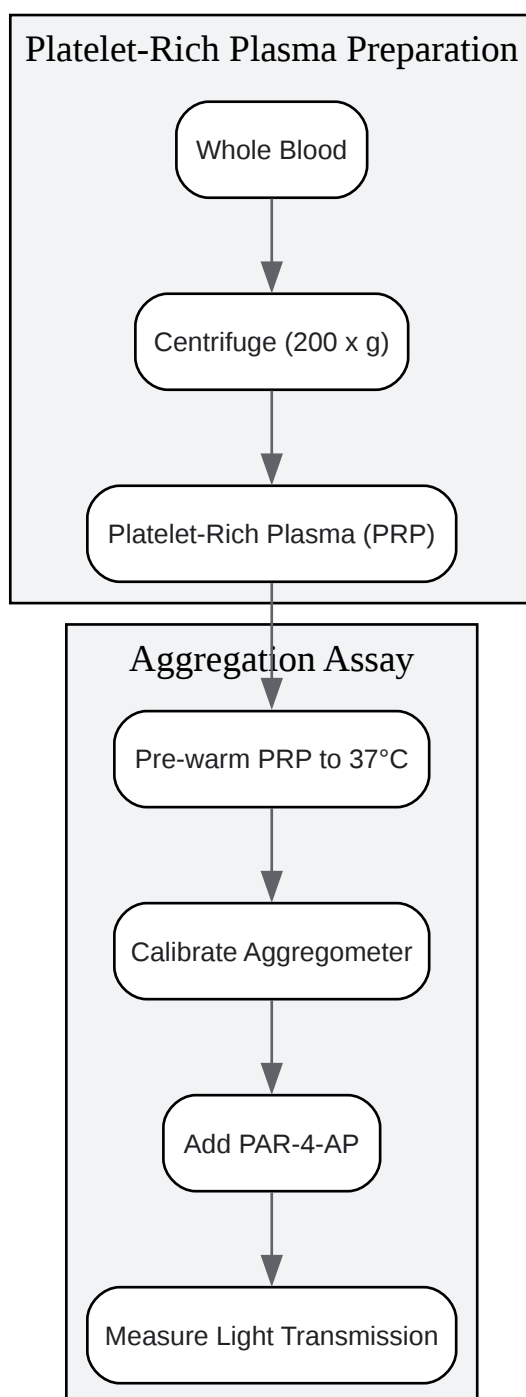 Platelet-Rich Plasma Preparation
Whole Blood
Centrifuge (200 x g)
Platelet-Rich Plasma (PRP)
Aggregation Assay
Pre-warm PRP to 37°C
Calibrate Aggregometer
Add PAR-4-AP
Measure Light Transmission